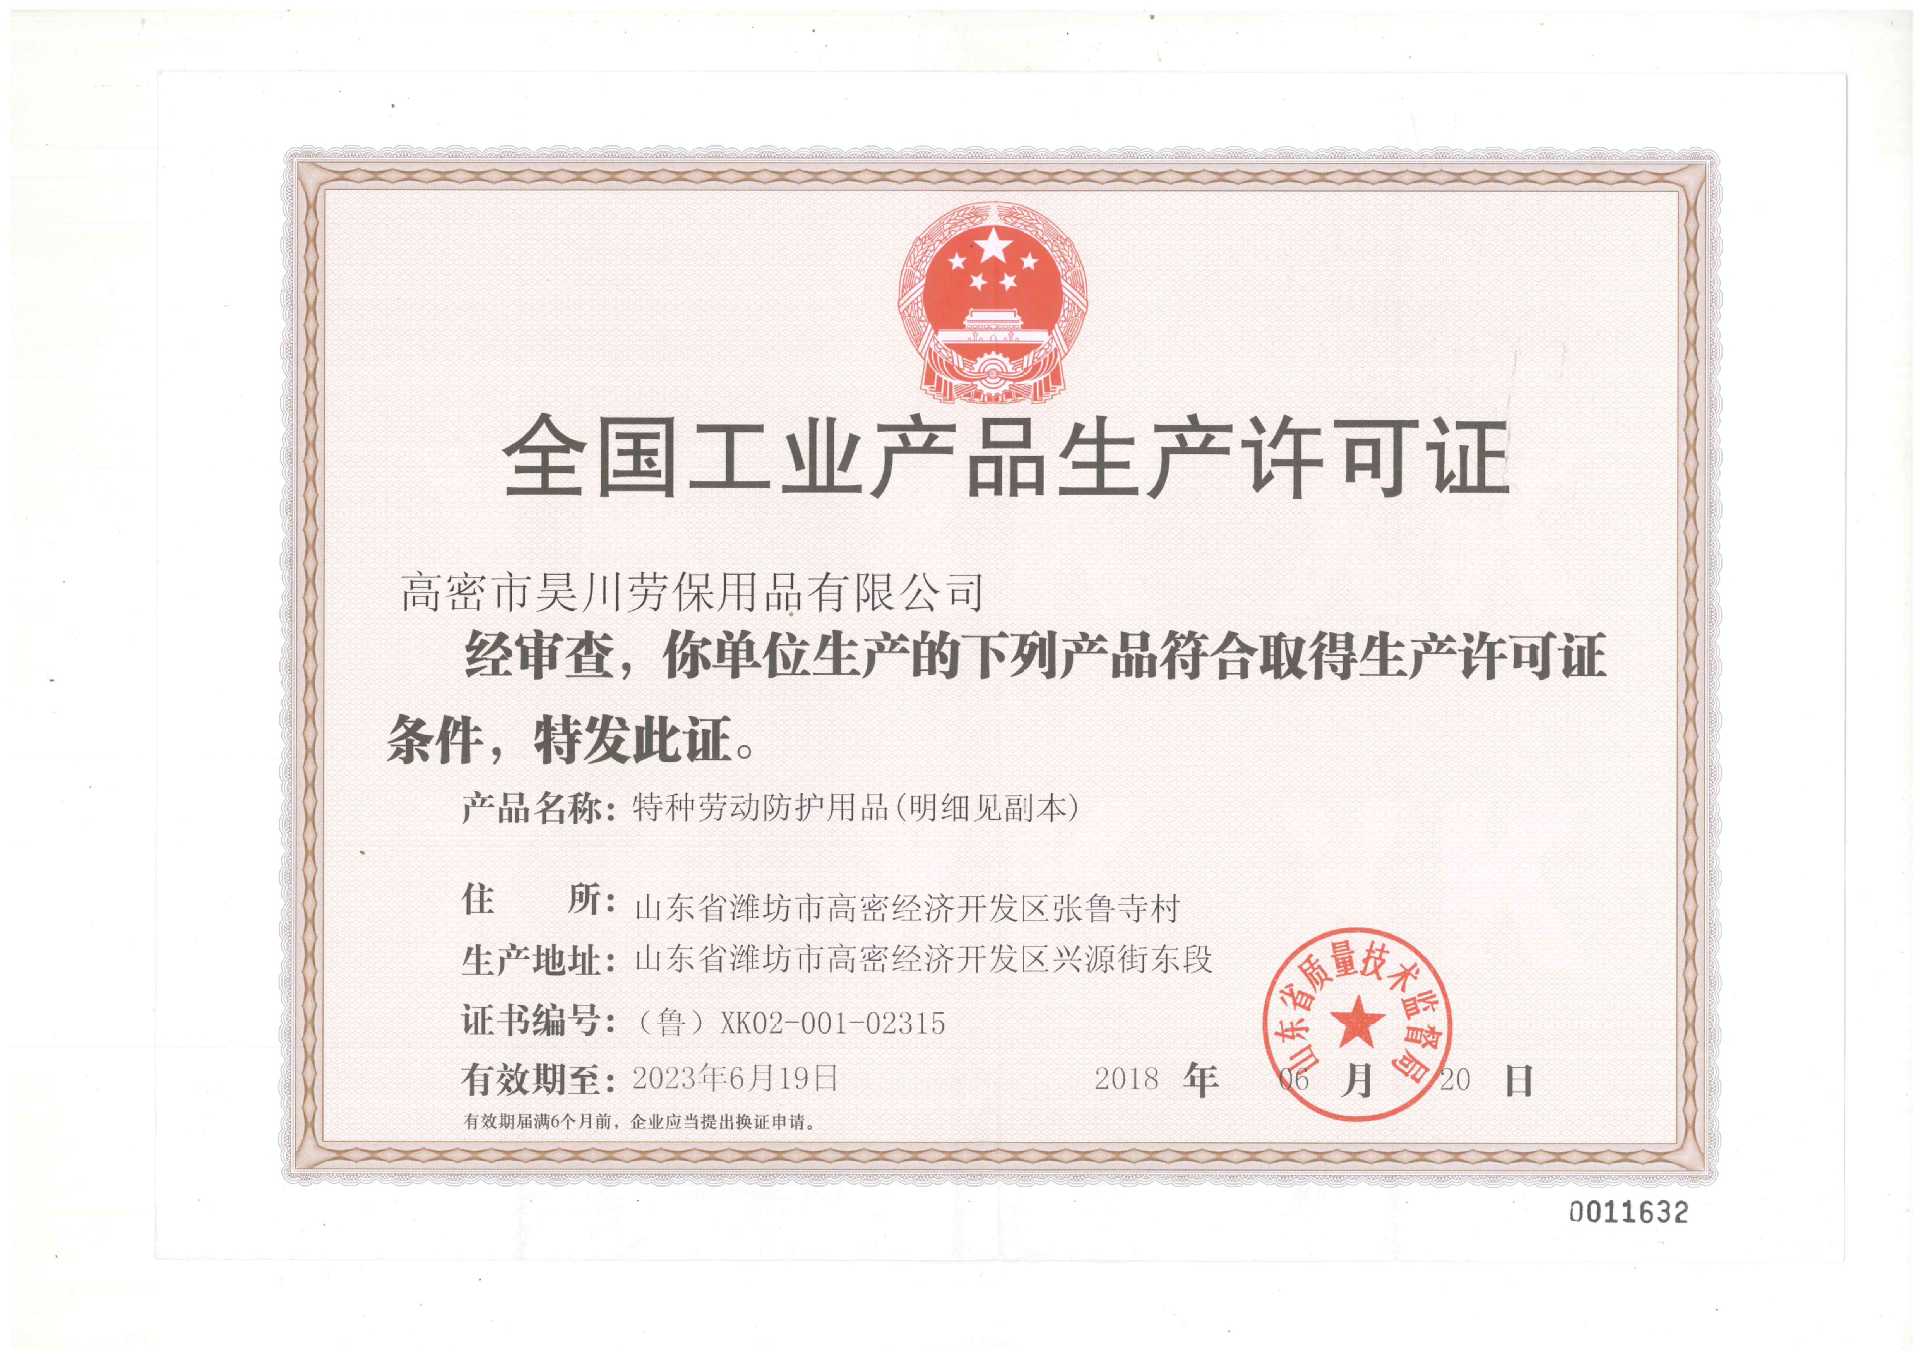 全国工业产品生产许可证
高密市昊川劳保用品有限公司
经审查，你单位生产的下列产品符合取得生产许可证
条件，特发此证。
产品名称：特种劳动防护用品(明细见副本)
住 所：山东省潍坊市高密经济开发区张鲁寺村
生产地址：山东省潍坊市高密经济开发区兴源街东段
证书编号：（鲁）XK02-001-02315
有效期至：2023年6月19日
2018 年 06 月 20 日
山东省质量技术监督局
有效期届满6个月前，企业应当提出换证申请。
0011632